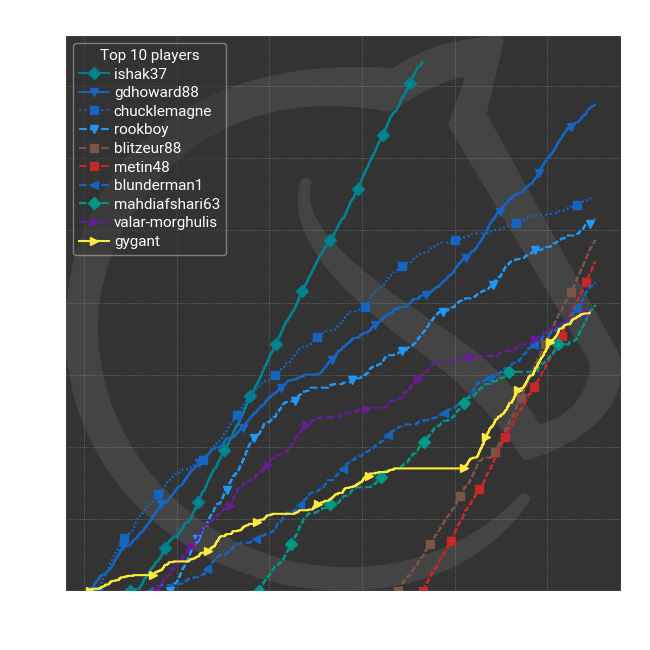 Top 10 players
ishak37
gdhoward88
chucklemagne
rookboy
blitzeur88
metin48
blunderman1
mahdiafshari63
valar-morghulis
gygant